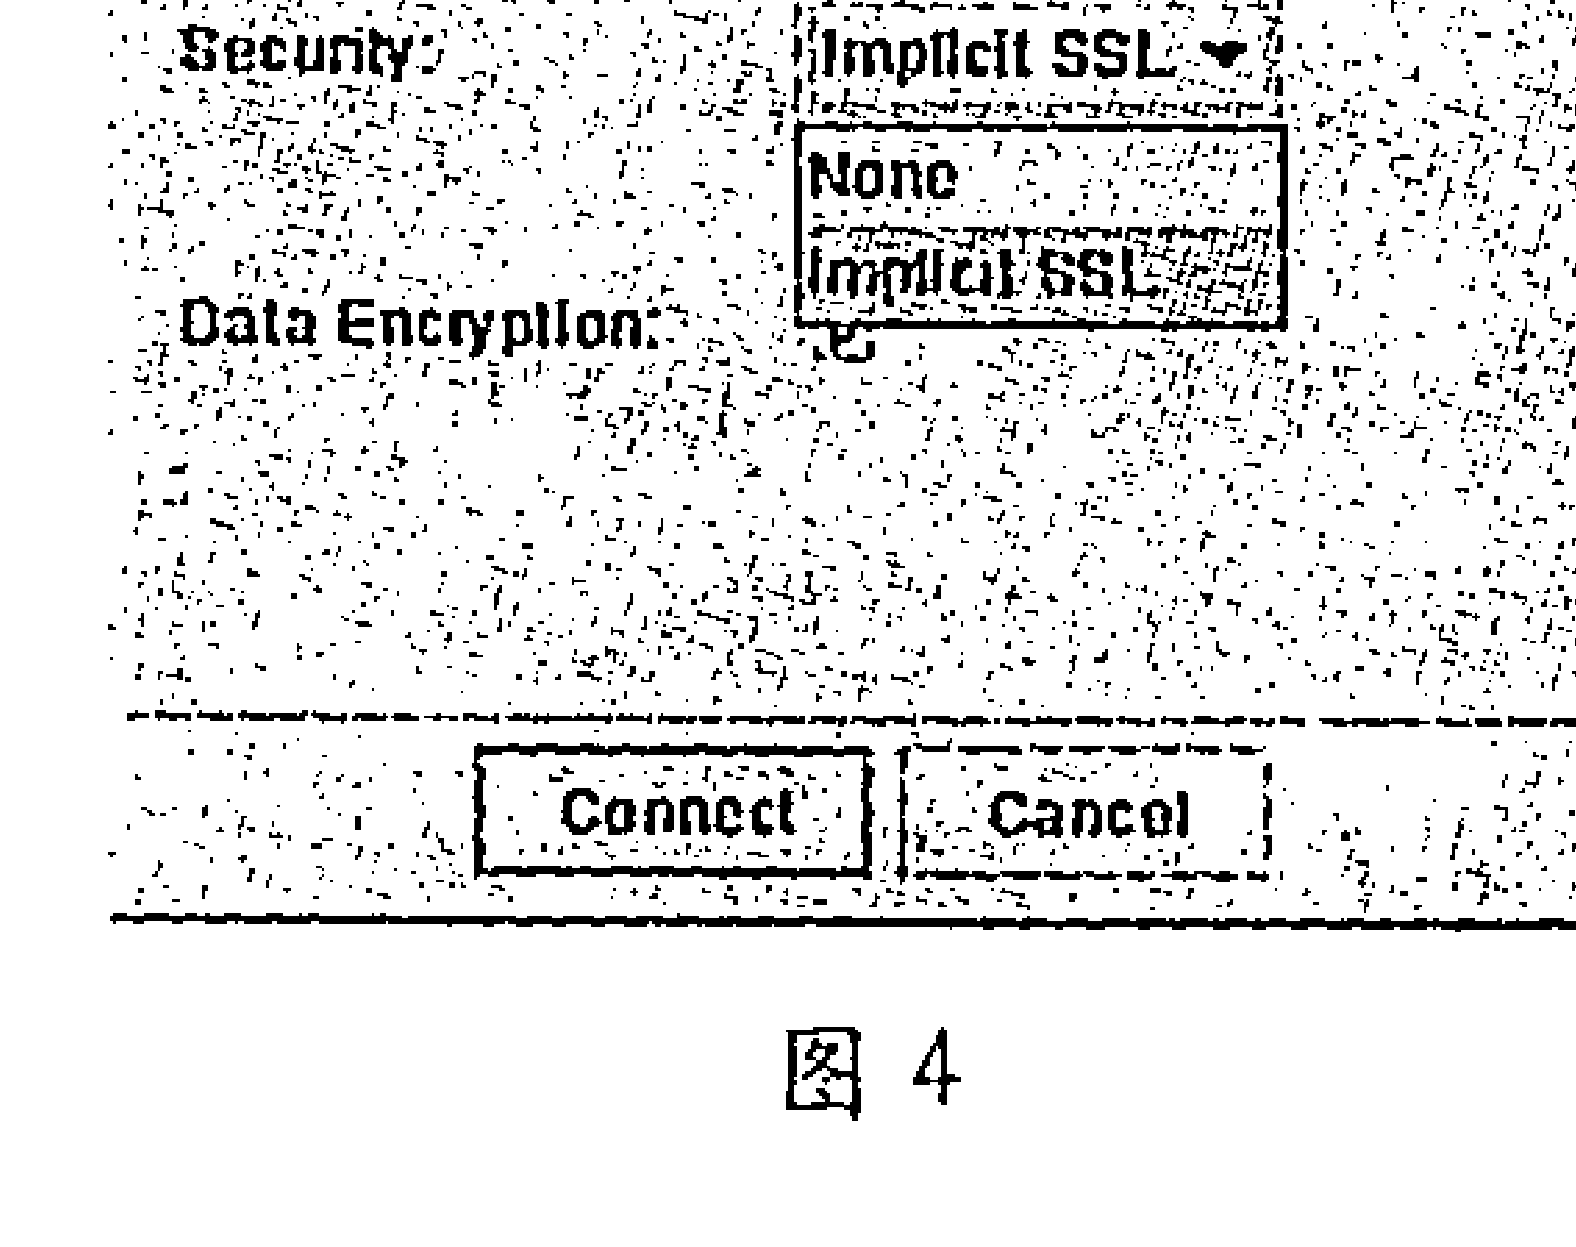 Security: Implicit SSL
None
Implicit SSL
Data Encryption:
Connect Cancel
图 4